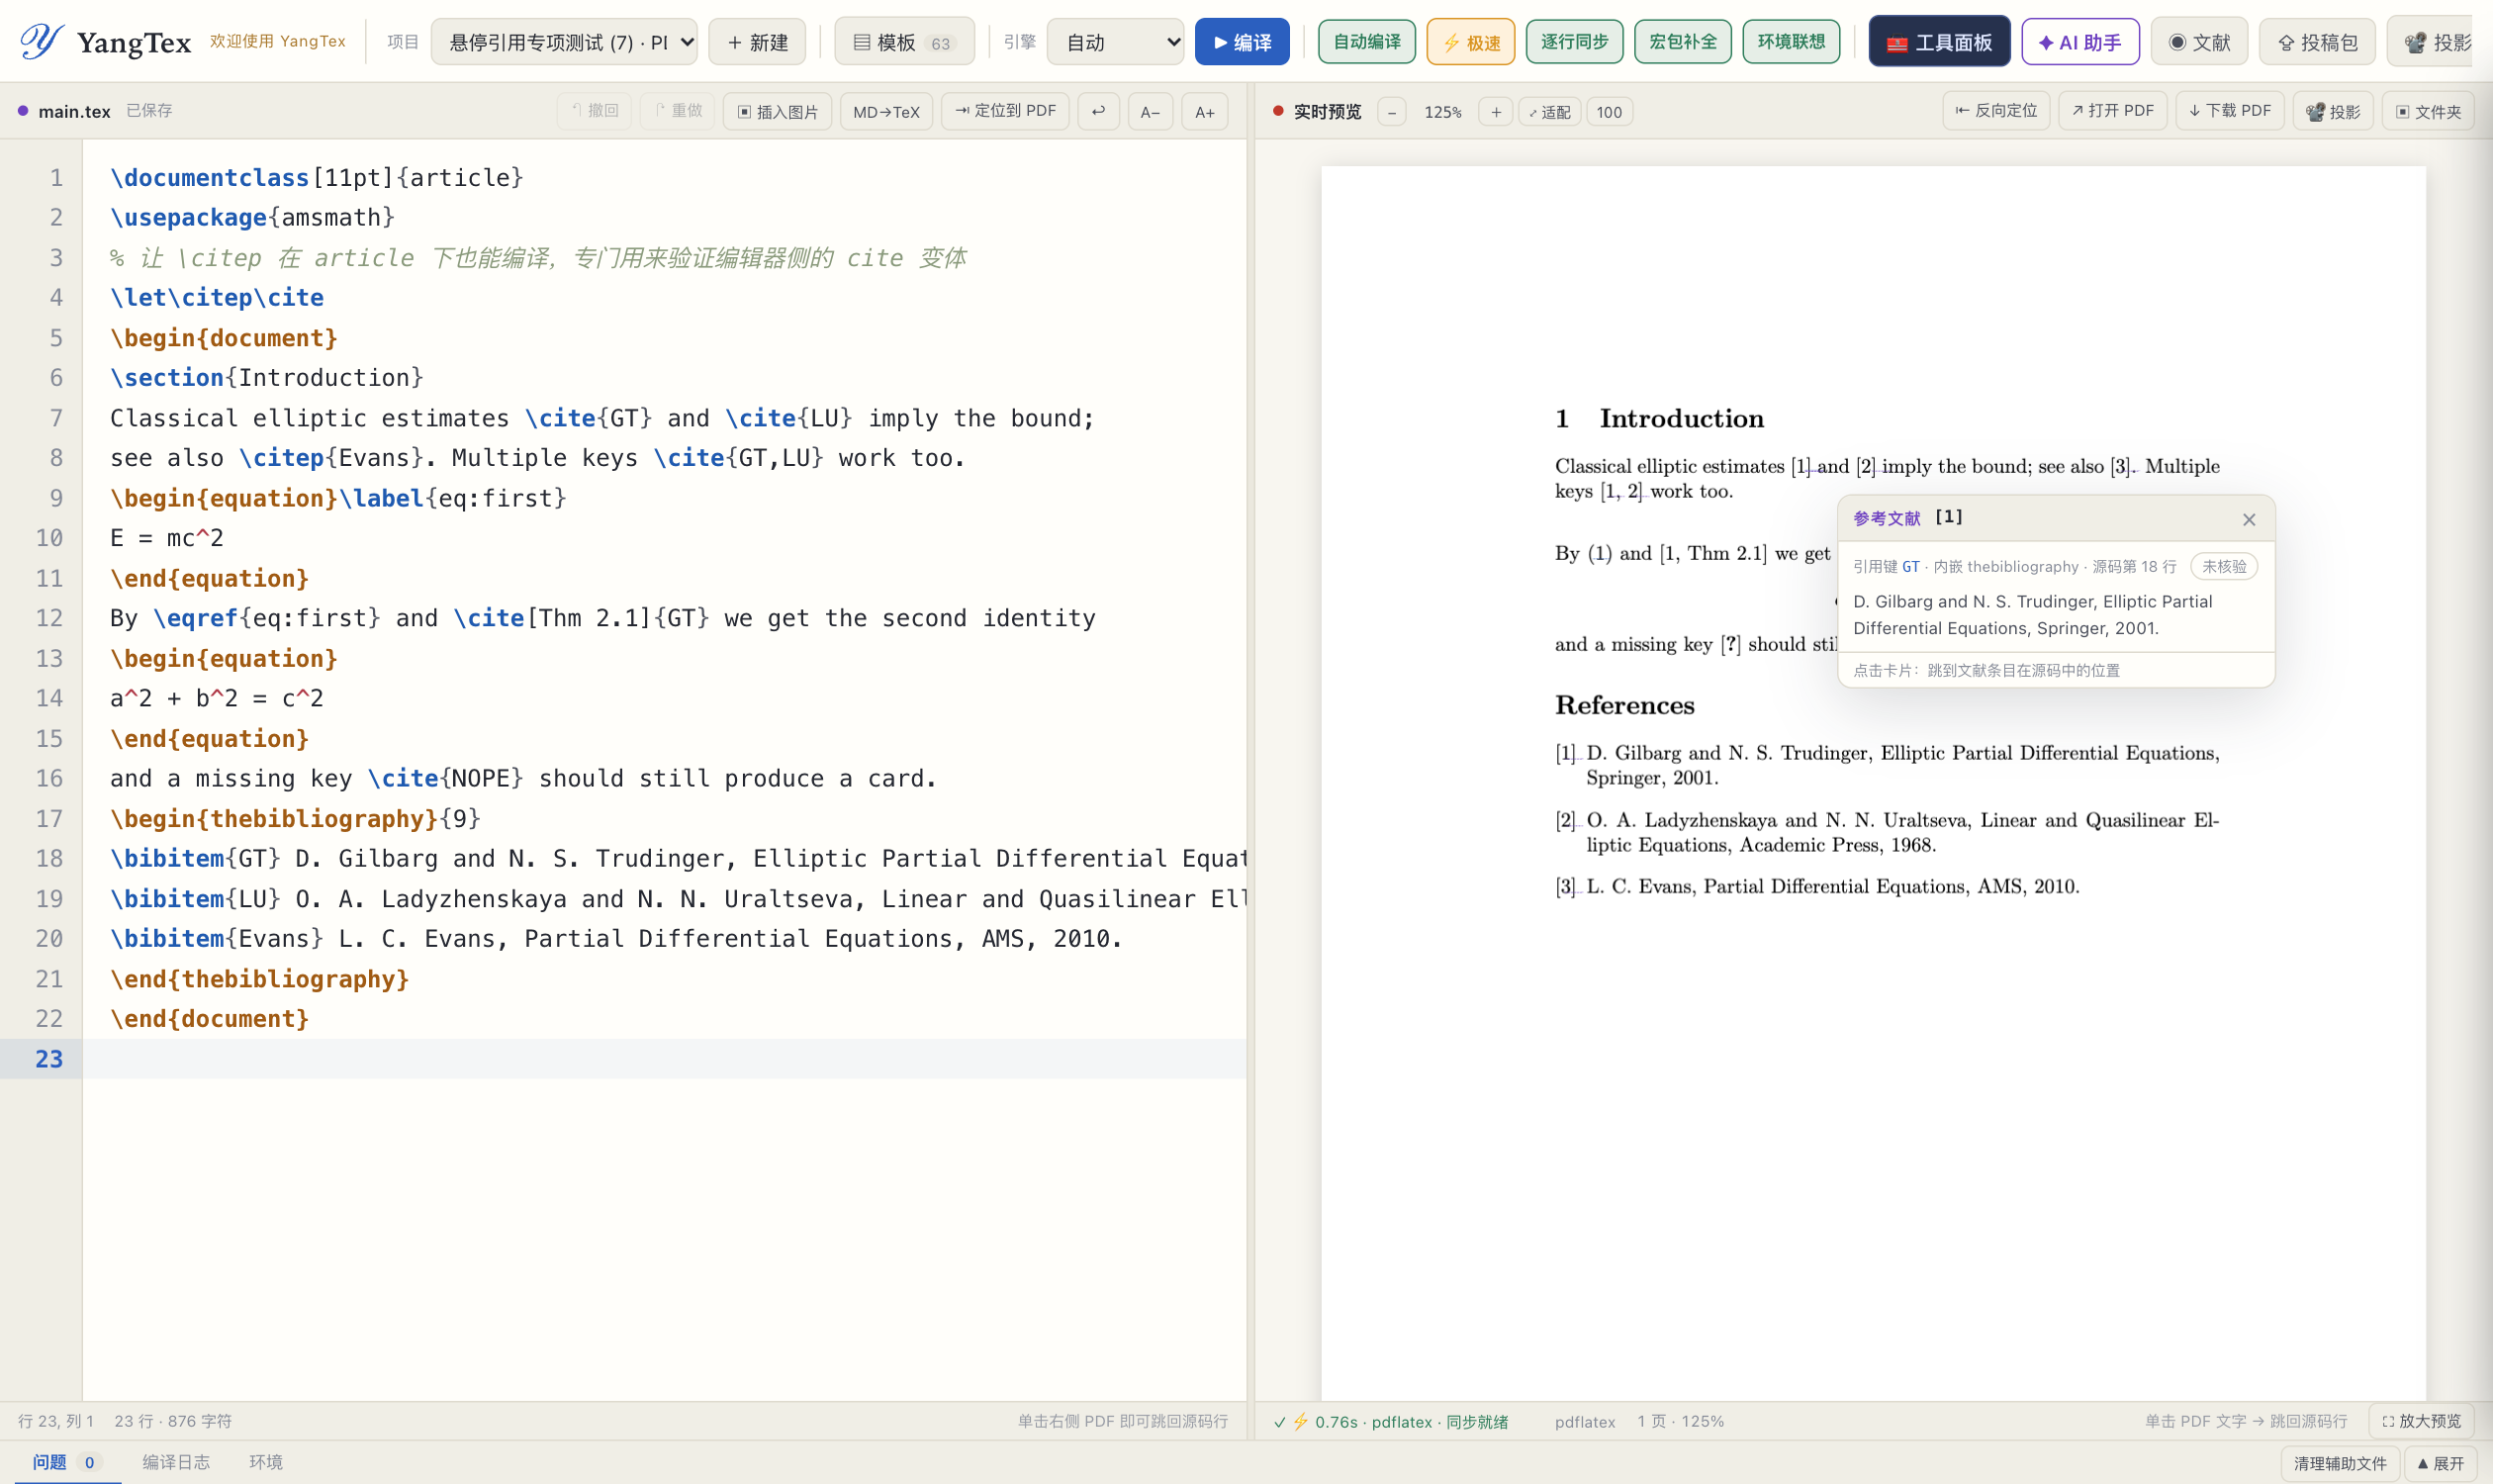 YangTex 欢迎使用 YangTex 项目 悬停引用专项测试 (7) · PI + 新建 模板 63 引擎 自动 ▶ 编译 自动编译 ⚡ 极速 逐行同步 宏包补全 环境联想 工具面板 ✦ AI 助手 ◉ 文献 投稿包 投影
main.tex 已保存 撤回 重做 插入图片 MD→TeX 定位到 PDF ↩ A− A+
1 \documentclass[11pt]{article}
2 \usepackage{amsmath}
3 % 让 \citep 在 article 下也能编译，专门用来验证编辑器侧的 cite 变体
4 \let\citep\cite
5 \begin{document}
6 \section{Introduction}
7 Classical elliptic estimates \cite{GT} and \cite{LU} imply the bound;
8 see also \citep{Evans}. Multiple keys \cite{GT,LU} work too.
9 \begin{equation}\label{eq:first}
10 E = mc^2
11 \end{equation}
12 By \eqref{eq:first} and \cite[Thm 2.1]{GT} we get the second identity
13 \begin{equation}
14 a^2 + b^2 = c^2
15 \end{equation}
16 and a missing key \cite{NOPE} should still produce a card.
17 \begin{thebibliography}{9}
18 \bibitem{GT} D. Gilbarg and N. S. Trudinger, Elliptic Partial Differential Equat
19 \bibitem{LU} O. A. Ladyzhenskaya and N. N. Uraltseva, Linear and Quasilinear Ell
20 \bibitem{Evans} L. C. Evans, Partial Differential Equations, AMS, 2010.
21 \end{thebibliography}
22 \end{document}
23
行 23, 列 1 23 行 · 876 字符 单击右侧 PDF 即可跳回源码行
实时预览 − 125% + 适配 100 ⇤ 反向定位 ↗ 打开 PDF ↓ 下载 PDF 投影 文件夹
1 Introduction
Classical elliptic estimates [1] and [2] imply the bound; see also [3]. Multiple
keys [1, 2] work too.
By (1) and [1, Thm 2.1] we get
and a missing key [?] should sti
参考文献 [1] ×
引用键 GT · 内嵌 thebibliography · 源码第 18 行 未核验
D. Gilbarg and N. S. Trudinger, Elliptic Partial
Differential Equations, Springer, 2001.
点击卡片：跳到文献条目在源码中的位置
References
[1] D. Gilbarg and N. S. Trudinger, Elliptic Partial Differential Equations,
Springer, 2001.
[2] O. A. Ladyzhenskaya and N. N. Uraltseva, Linear and Quasilinear El-
liptic Equations, Academic Press, 1968.
[3] L. C. Evans, Partial Differential Equations, AMS, 2010.
✓ ⚡ 0.76s · pdflatex · 同步就绪 pdflatex 1 页 · 125% 单击 PDF 文字 → 跳回源码行 放大预览
问题 0 编译日志 环境 清理辅助文件 ▲ 展开